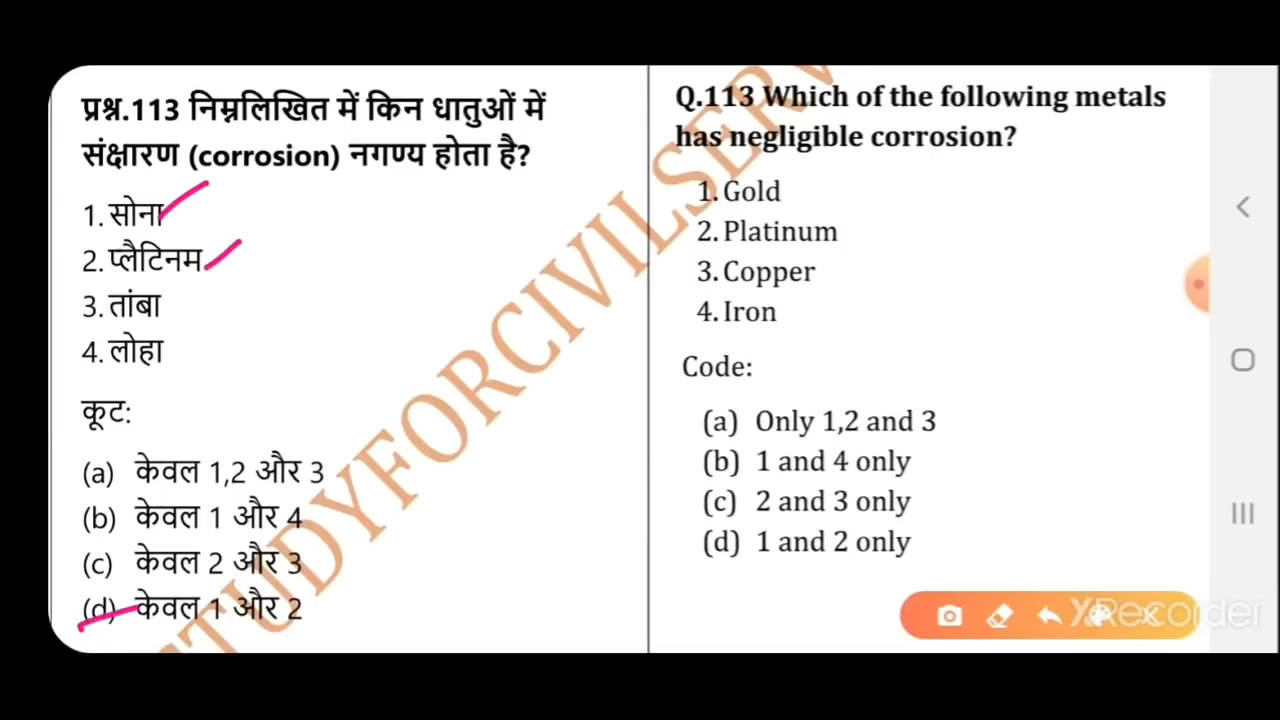 प्रश्न.113 निम्नलिखित में किन धातुओं में
संक्षारण (corrosion) नगण्य होता है?
1. सोना
2. प्लैटिनम
3. तांबा
4. लोहा
कूट:
(a) केवल 1,2 और 3
(b) केवल 1 और 4
(c) केवल 2 और 3
(d) केवल 1 और 2
Q.113 Which of the following metals
has negligible corrosion?
1. Gold
2. Platinum
3. Copper
4. Iron
Code:
(a) Only 1,2 and 3
(b) 1 and 4 only
(c) 2 and 3 only
(d) 1 and 2 only
STUDYFORCIVILSERV
XRecorder